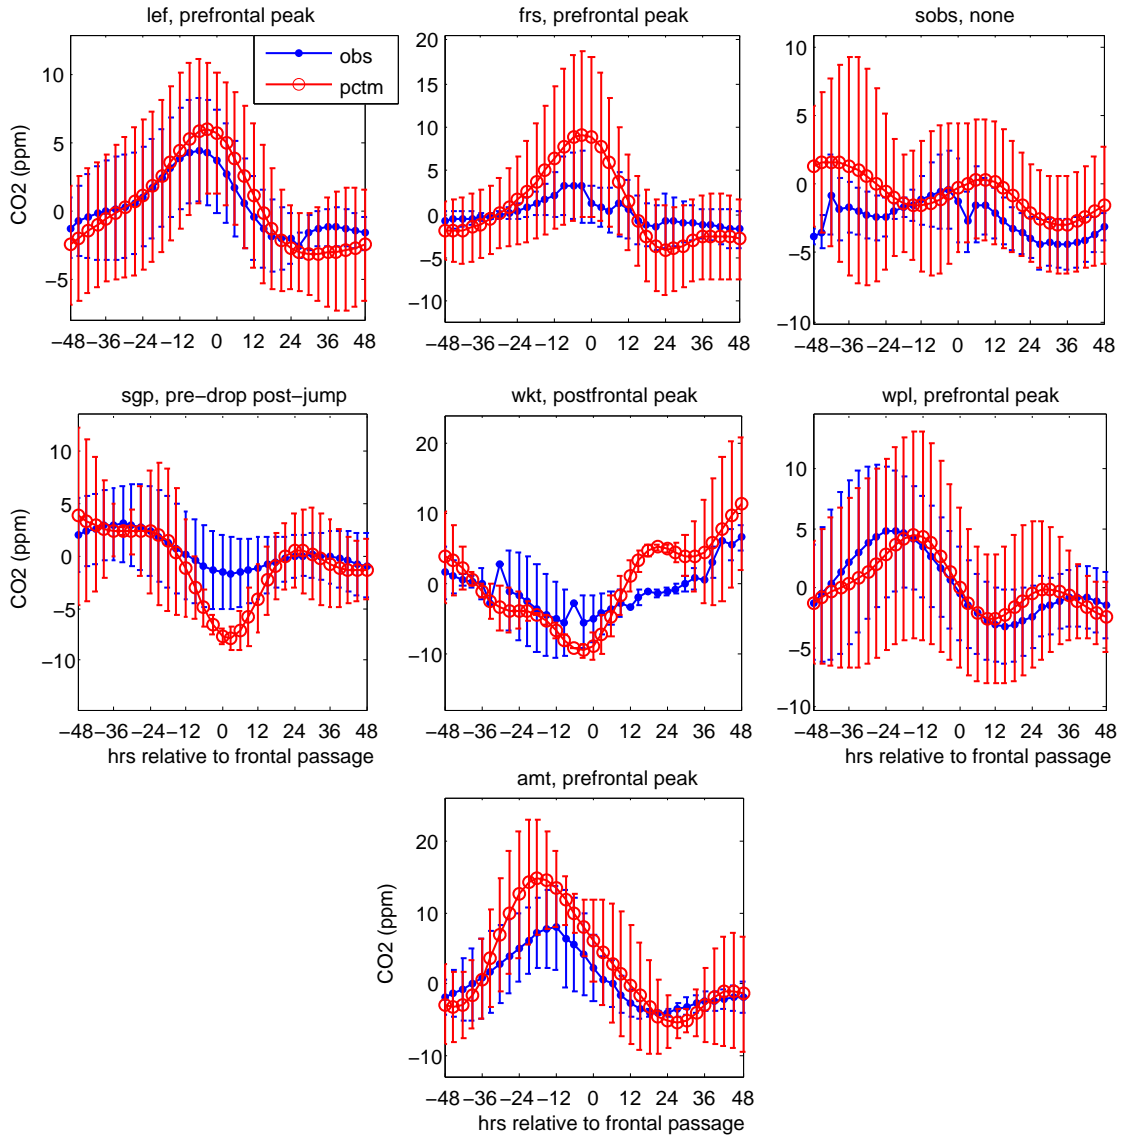 lef, prefrontal peak
frs, prefrontal peak
sobs, none
obs
pctm
CO2 (ppm)
10
5
0
−5
−48−36−24−12 0 12 24 36 48
20
15
10
5
0
−5
−10
−48−36−24−12 0 12 24 36 48
10
5
0
−5
−10
−48−36−24−12 0 12 24 36 48
sgp, pre−drop post−jump
wkt, postfrontal peak
wpl, prefrontal peak
CO2 (ppm)
10
5
0
−5
−10
−48−36−24−12 0 12 24 36 48
hrs relative to frontal passage
20
10
0
−10
−48−36−24−12 0 12 24 36 48
10
5
0
−5
−10
−48−36−24−12 0 12 24 36 48
hrs relative to frontal passage
amt, prefrontal peak
CO2 (ppm)
20
10
0
−10
−48−36−24−12 0 12 24 36 48
hrs relative to frontal passage